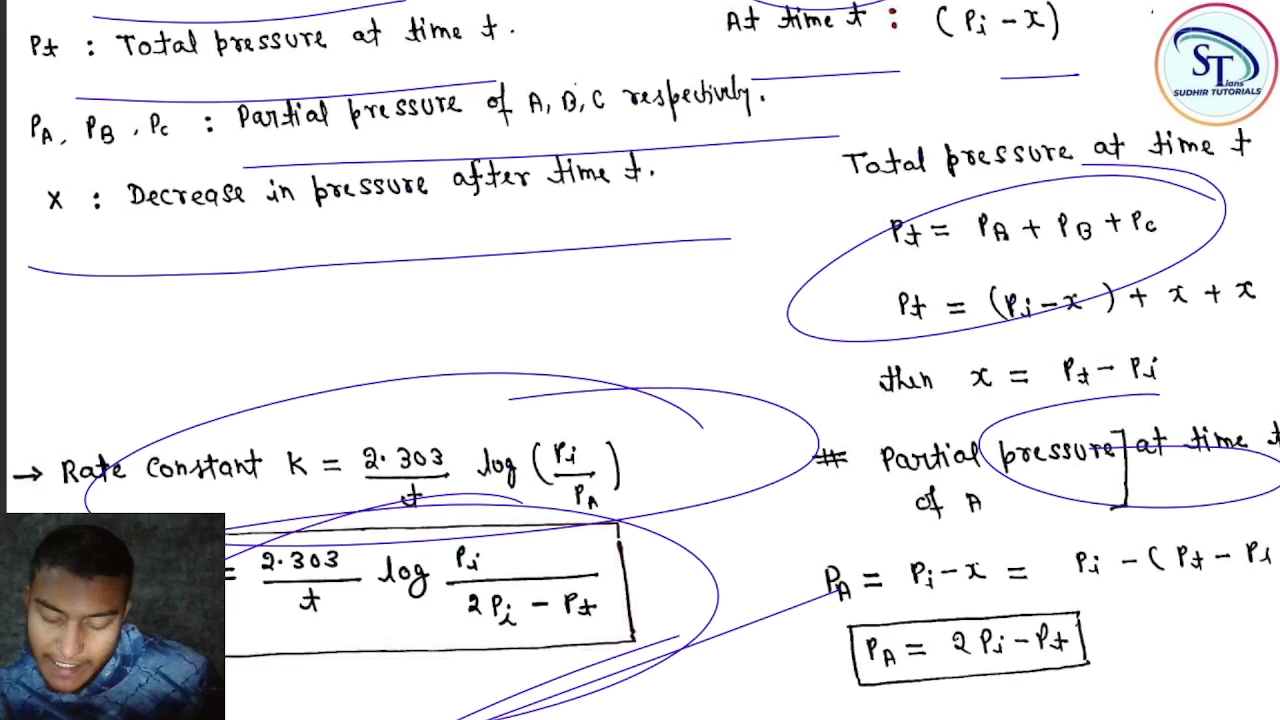 Pt : Total pressure at time t.
PA, PB, Pc : Partial pressure of A, B, C respectively.
x : Decrease in pressure after time t.
→ Rate constant K = 2.303/t log (Pi/PA)
= 2.303/t log Pi/2Pi - Pt
At time t : (Pi - x)
ST
ians
SUDHIR TUTORIALS
Total pressure at time t
Pt = PA + PB + Pc
Pt = (Pi - x) + x + x
then x = Pt - Pi
# Partial pressure] at time t
of A
PA = Pi - x = Pi - (Pt - Pi
PA = 2Pi - Pt